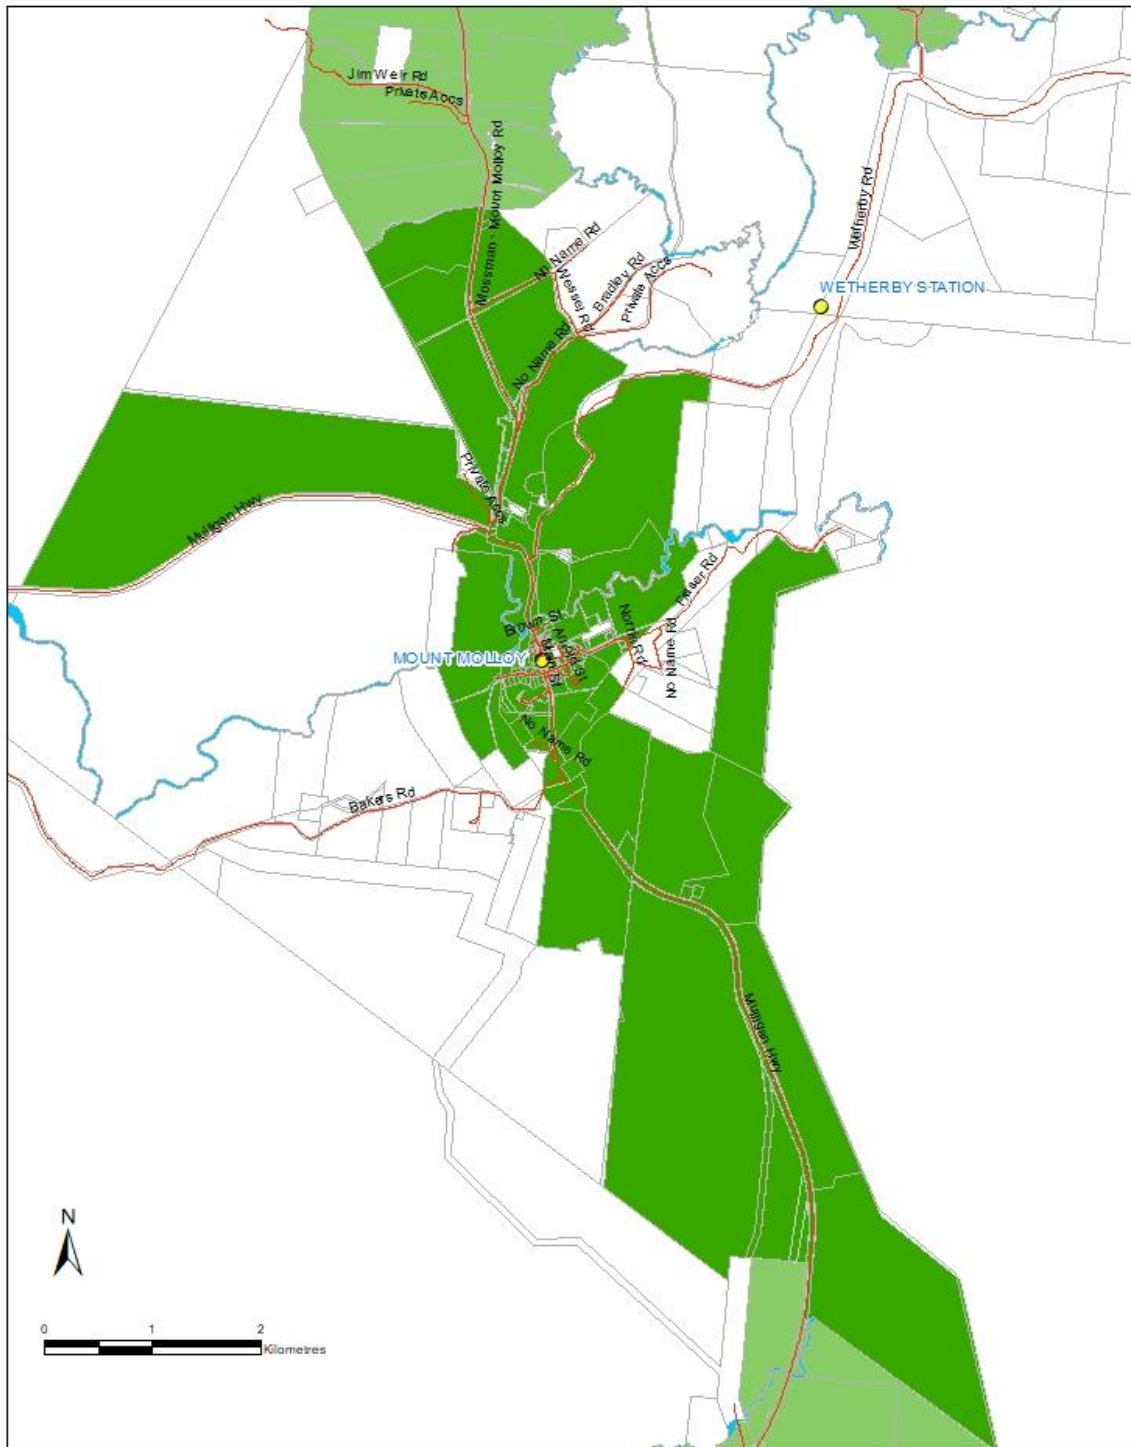 Jim Weir Rd
Private Accs
Mossman - Mount Molloy Rd
Wetherby Rd
No Name Rd
Wessel Rd
Bradley Rd
Private Accs
WETHERBY STATION
No Name Rd
Private Accs
Mulligan Hwy
Fraser Rd
Brown St
Arnold St
Norris Rd
No Name Rd
MOUNT MOLLOY
Main St
No Name Rd
Bakers Rd
Mulligan Hwy
N
0 1 2
Kilometres